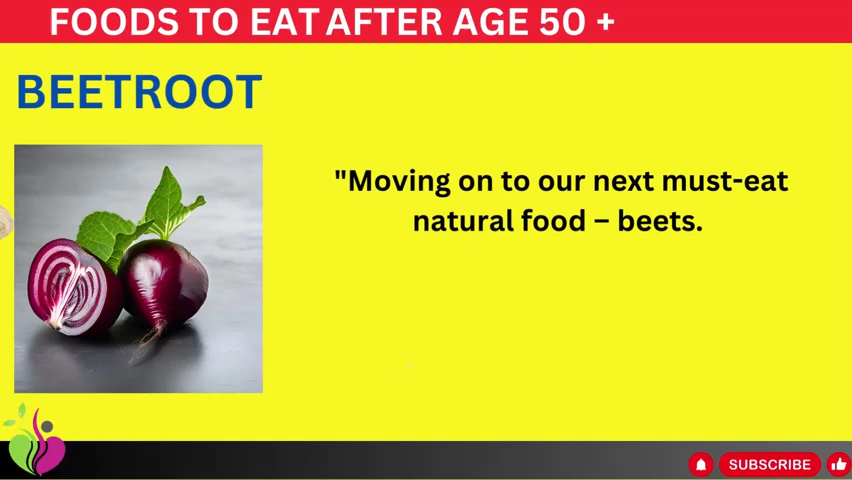 FOODS TO EAT AFTER AGE 50 +
BEETROOT
"Moving on to our next must-eat
natural food – beets.
SUBSCRIBE